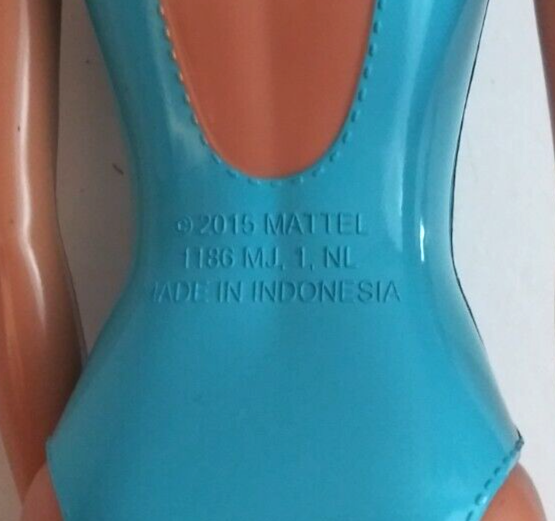 ©2015 MATTEL
1186 MJ, 1, NL
MADE IN INDONESIA